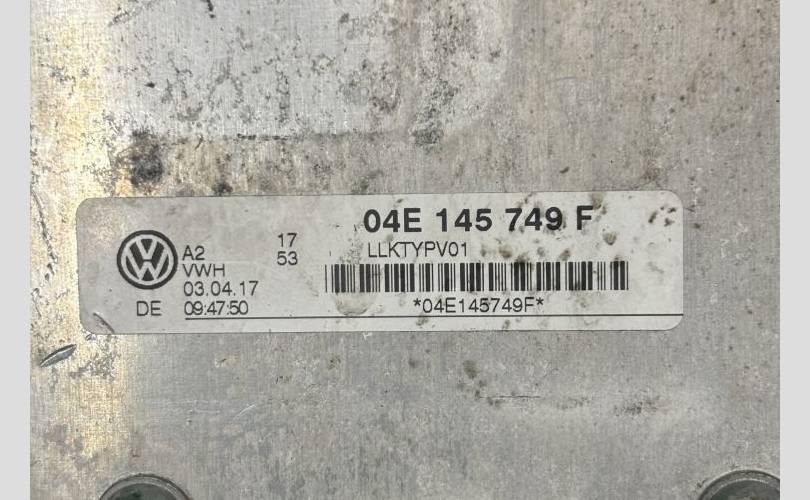 04E 145 749 F
A2
17
LLKTYPV01
VWH
53
03.04.17
DE 09:47:50
*04E145749F*